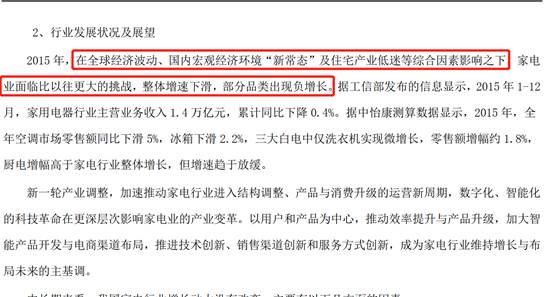 2、行业发展状况及展望
2015 年，在全球经济波动、国内宏观经济环境“新常态”及住宅产业低迷等综合因素影响之下，家电
业面临比以往更大的挑战，整体增速下滑，部分品类出现负增长。据工信部发布的信息显示，2015 年 1-12
月，家用电器行业主营业务收入 1.4 万亿元，累计同比下降 0.4%。据中怡康测算数据显示，2015 年，全
年空调市场零售额同比下滑 5%，冰箱下滑 2.2%，三大白电中仅洗衣机实现微增长，零售额增幅约 1.8%，
厨电增幅高于家电行业整体增长，但增速趋于放缓。
新一轮产业调整，加速推动家电行业进入结构调整、产品与消费升级的运营新周期，数字化、智能化
的科技革命在更深层次影响家电业的产业变革。以用户和产品为中心，推动效率提升与产品升级，加大智
能产品开发与电商渠道布局，推进技术创新、销售渠道创新和服务方式创新，成为家电行业维持增长与布
局未来的主基调。